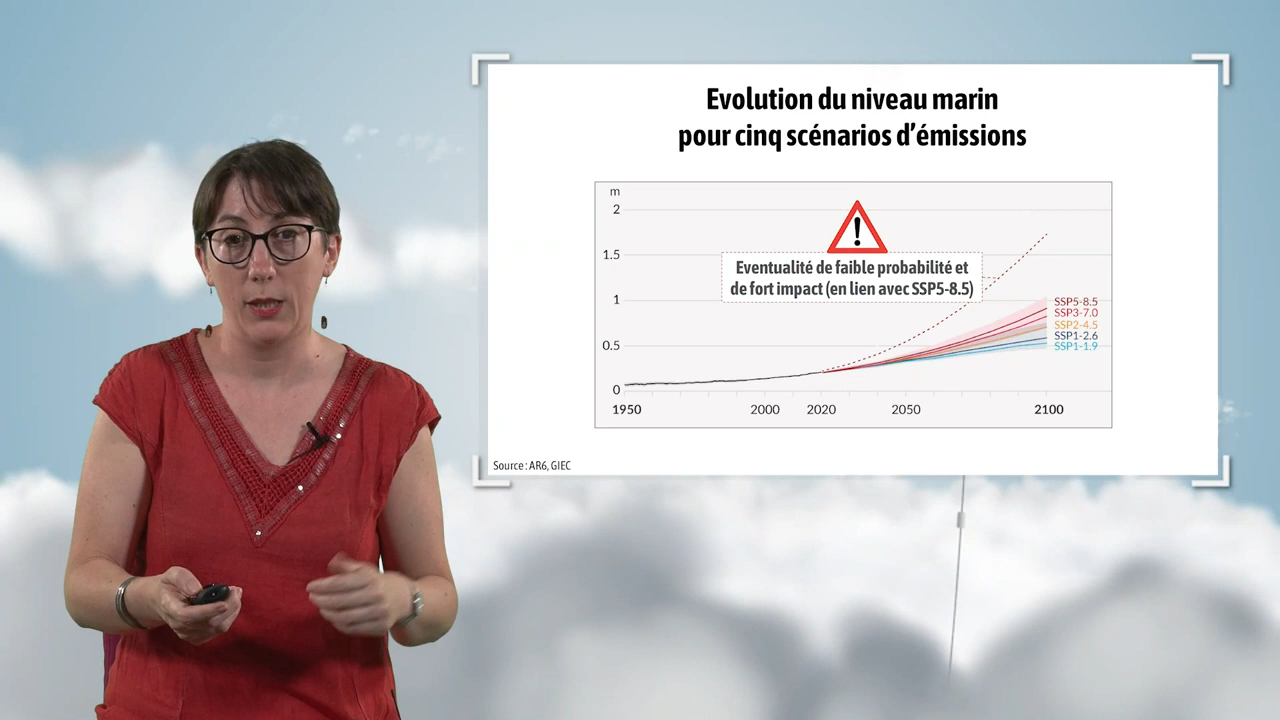 Evolution du niveau marin
pour cinq scénarios d'émissions
m
2
1.5
1
0.5
0
Eventualité de faible probabilité et
de fort impact (en lien avec SSP5-8.5)
SSP5-8.5
SSP3-7.0
SSP2-4.5
SSP1-2.6
SSP1-1.9
1950 2000 2020 2050 2100
Source : AR6, GIEC